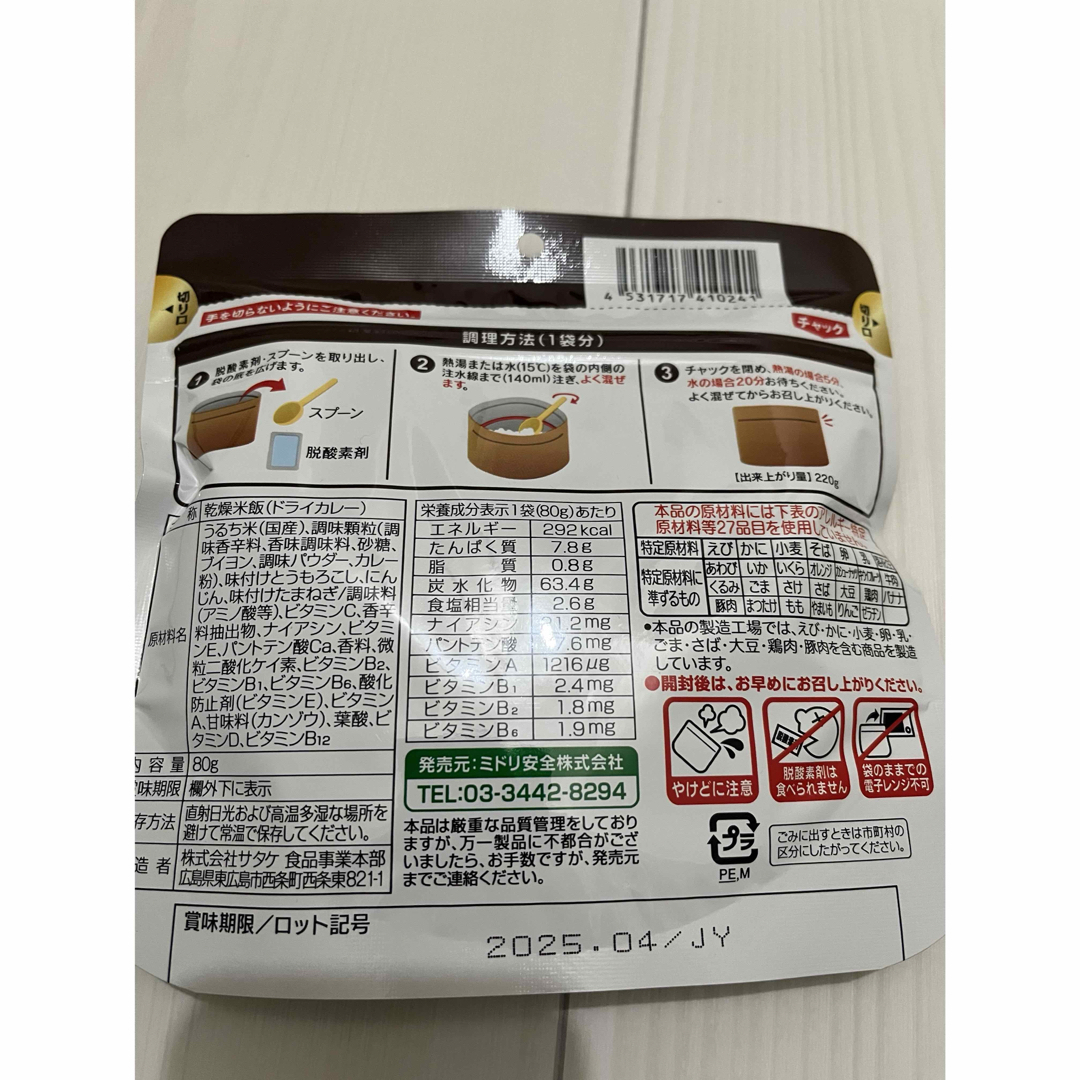 4 531717 410241
切り口
切り口
手を切らないようにご注意ください。
チャック
調理方法(1袋分)
1 脱酸素剤・スプーンを取り出し、
袋の底を広げます。
スプーン
脱酸素剤
2 熱湯または水(15℃)を袋の内側の
注水線まで(140ml)注ぎ、よく混ぜ
ます。
3 チャックを閉め、熱湯の場合5分、
水の場合20分お待ちください。
よく混ぜてからお召し上がりください。
【出来上がり量】220g
称 乾燥米飯(ドライカレー)
原材料名
うるち米(国産)、調味顆粒(調
味香辛料、香味調味料、砂糖、
ブイヨン、調味パウダー、カレー
粉)、味付けとうもろこし、にん
じん、味付けたまねぎ/調味料
(アミノ酸等)、ビタミンC、香辛
料抽出物、ナイアシン、ビタミ
ンE、パントテン酸Ca、香料、微
粒二酸化ケイ素、ビタミンB₂、
ビタミンB₁、ビタミンB₆、酸化
防止剤(ビタミンE)、ビタミン
A、甘味料(カンゾウ)、葉酸、ビ
タミンD、ビタミンB₁₂
内容量 80g
賞味期限 欄外下に表示
存方法 直射日光および高温多湿な場所を
避けて常温で保存してください。
造者 株式会社サタケ 食品事業本部
広島県東広島市西条町西条東821-1
栄養成分表示1袋(80g)あたり
エネルギー 292kcal
たんぱく質 7.8g
脂質 0.8g
炭水化物 63.4g
食塩相当量 2.6g
ナイアシン 21.2mg
パントテン酸 7.6mg
ビタミンA 1216μg
ビタミンB₁ 2.4mg
ビタミンB₂ 1.8mg
ビタミンB₆ 1.9mg
発売元:ミドリ安全株式会社
TEL:03-3442-8294
本品は厳重な品質管理をしており
ますが、万一製品に不都合がござ
いましたら、お手数ですが、発売元
までご連絡ください。
本品の原材料には下表のアレルギー特定
原材料等27品目を使用していません
特定原材料 えび かに 小麦 そば 卵 乳
特定原材料に
準ずるもの
あわび いか いくら オレンジ カシューナッツ キウイフルーツ 牛肉
くるみ ごま さけ さば 大豆 鶏肉 バナナ
豚肉 まつたけ もも やまいも りんご ゼラチン
●本品の製造工場では、えび・かに・小麦・卵・乳・
ごま・さば・大豆・鶏肉・豚肉を含む商品を製造
しています。
●開封後は、お早めにお召し上がりください。
やけどに注意
脱酸素剤
脱酸素剤は
食べられません
袋のままでの
電子レンジ不可
プラ
PE,M
ごみに出すときは市町村の
区分にしたがってください。
賞味期限/ロット記号
2025.04/JY